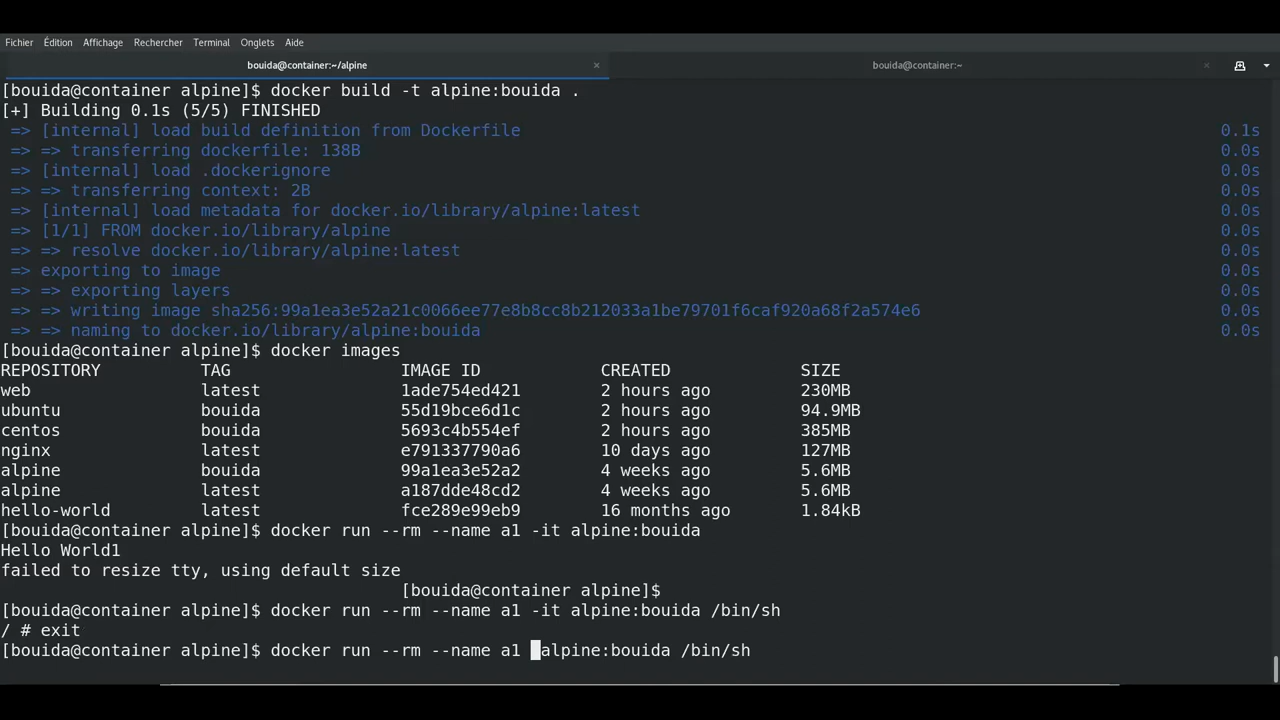 Fichier Édition Affichage Rechercher Terminal Onglets Aide
bouida@container:~/alpine × bouida@container:~ ×
[bouida@container alpine]$ docker build -t alpine:bouida .
[+] Building 0.1s (5/5) FINISHED
=> [internal] load build definition from Dockerfile 0.1s
=> => transferring dockerfile: 138B 0.0s
=> [internal] load .dockerignore 0.0s
=> => transferring context: 2B 0.0s
=> [internal] load metadata for docker.io/library/alpine:latest 0.0s
=> [1/1] FROM docker.io/library/alpine 0.0s
=> => resolve docker.io/library/alpine:latest 0.0s
=> exporting to image 0.0s
=> => exporting layers 0.0s
=> => writing image sha256:99a1ea3e52a21c0066ee77e8b8cc8b212033a1be79701f6caf920a68f2a574e6 0.0s
=> => naming to docker.io/library/alpine:bouida 0.0s
[bouida@container alpine]$ docker images
REPOSITORY TAG IMAGE ID CREATED SIZE
web latest 1ade754ed421 2 hours ago 230MB
ubuntu bouida 55d19bce6d1c 2 hours ago 94.9MB
centos bouida 5693c4b554ef 2 hours ago 385MB
nginx latest e791337790a6 10 days ago 127MB
alpine bouida 99a1ea3e52a2 4 weeks ago 5.6MB
alpine latest a187dde48cd2 4 weeks ago 5.6MB
hello-world latest fce289e99eb9 16 months ago 1.84kB
[bouida@container alpine]$ docker run --rm --name a1 -it alpine:bouida
Hello World1
failed to resize tty, using default size
[bouida@container alpine]$
[bouida@container alpine]$ docker run --rm --name a1 -it alpine:bouida /bin/sh
/ # exit
[bouida@container alpine]$ docker run --rm --name a1 alpine:bouida /bin/sh